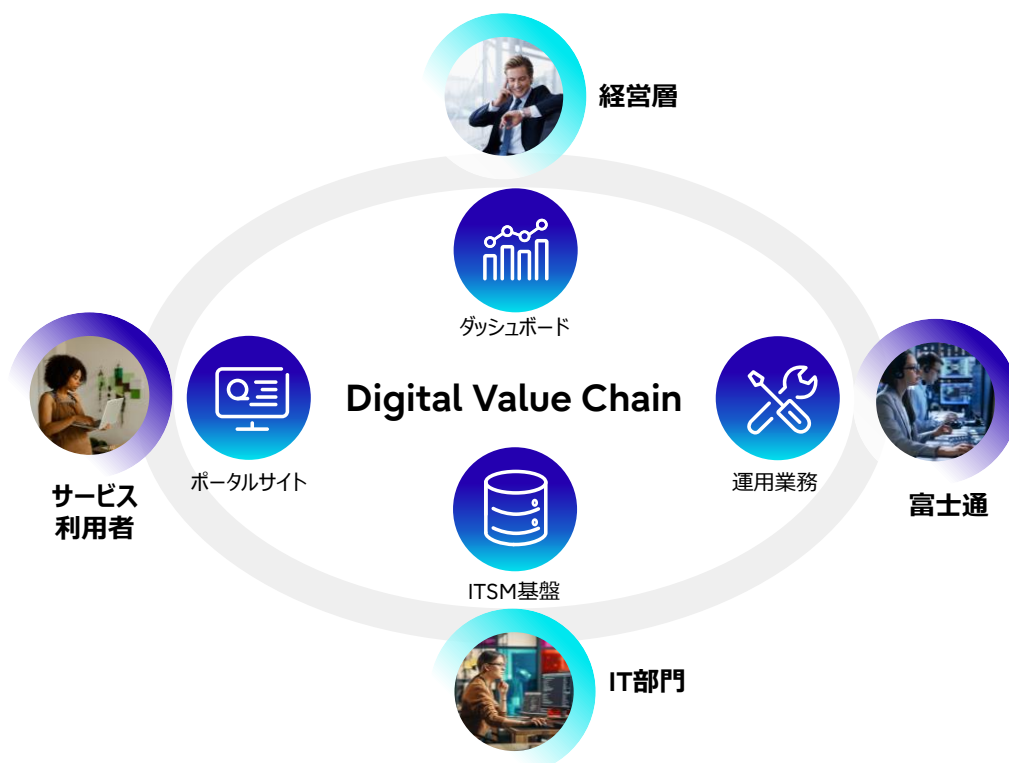 経営層
ダッシュボード
Digital Value Chain
ポータルサイト
運用業務
サービス
利用者
富士通
ITSM基盤
IT部門